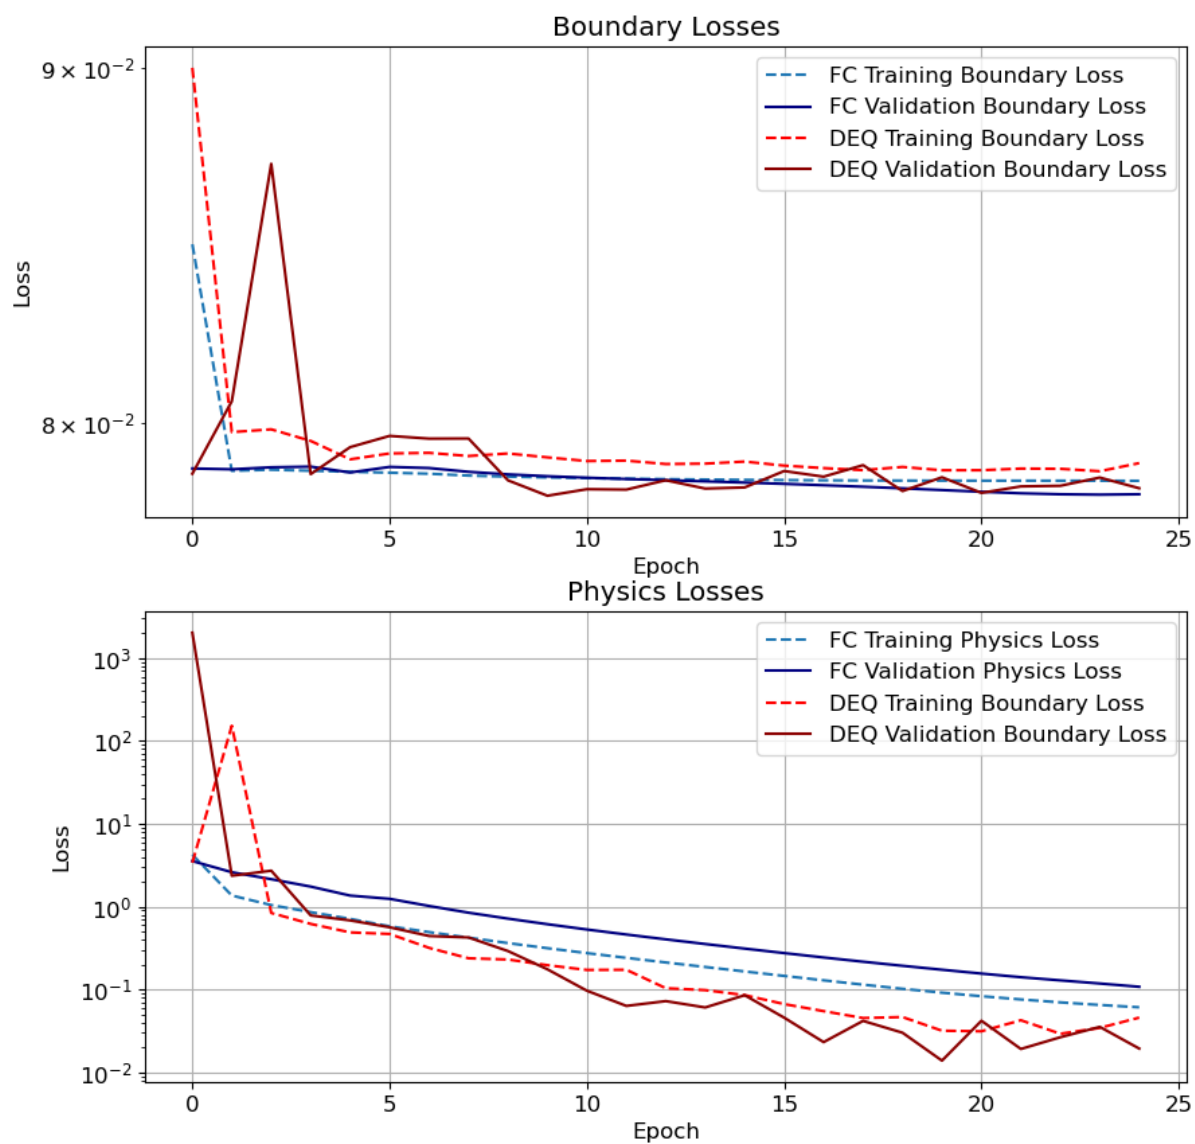 Boundary Losses
9 × 10⁻²
8 × 10⁻²
Loss
FC Training Boundary Loss
FC Validation Boundary Loss
DEQ Training Boundary Loss
DEQ Validation Boundary Loss
0 5 10 15 20 25
Epoch
Physics Losses
10³
10²
10¹
10⁰
10⁻¹
10⁻²
Loss
FC Training Physics Loss
FC Validation Physics Loss
DEQ Training Boundary Loss
DEQ Validation Boundary Loss
0 5 10 15 20 25
Epoch